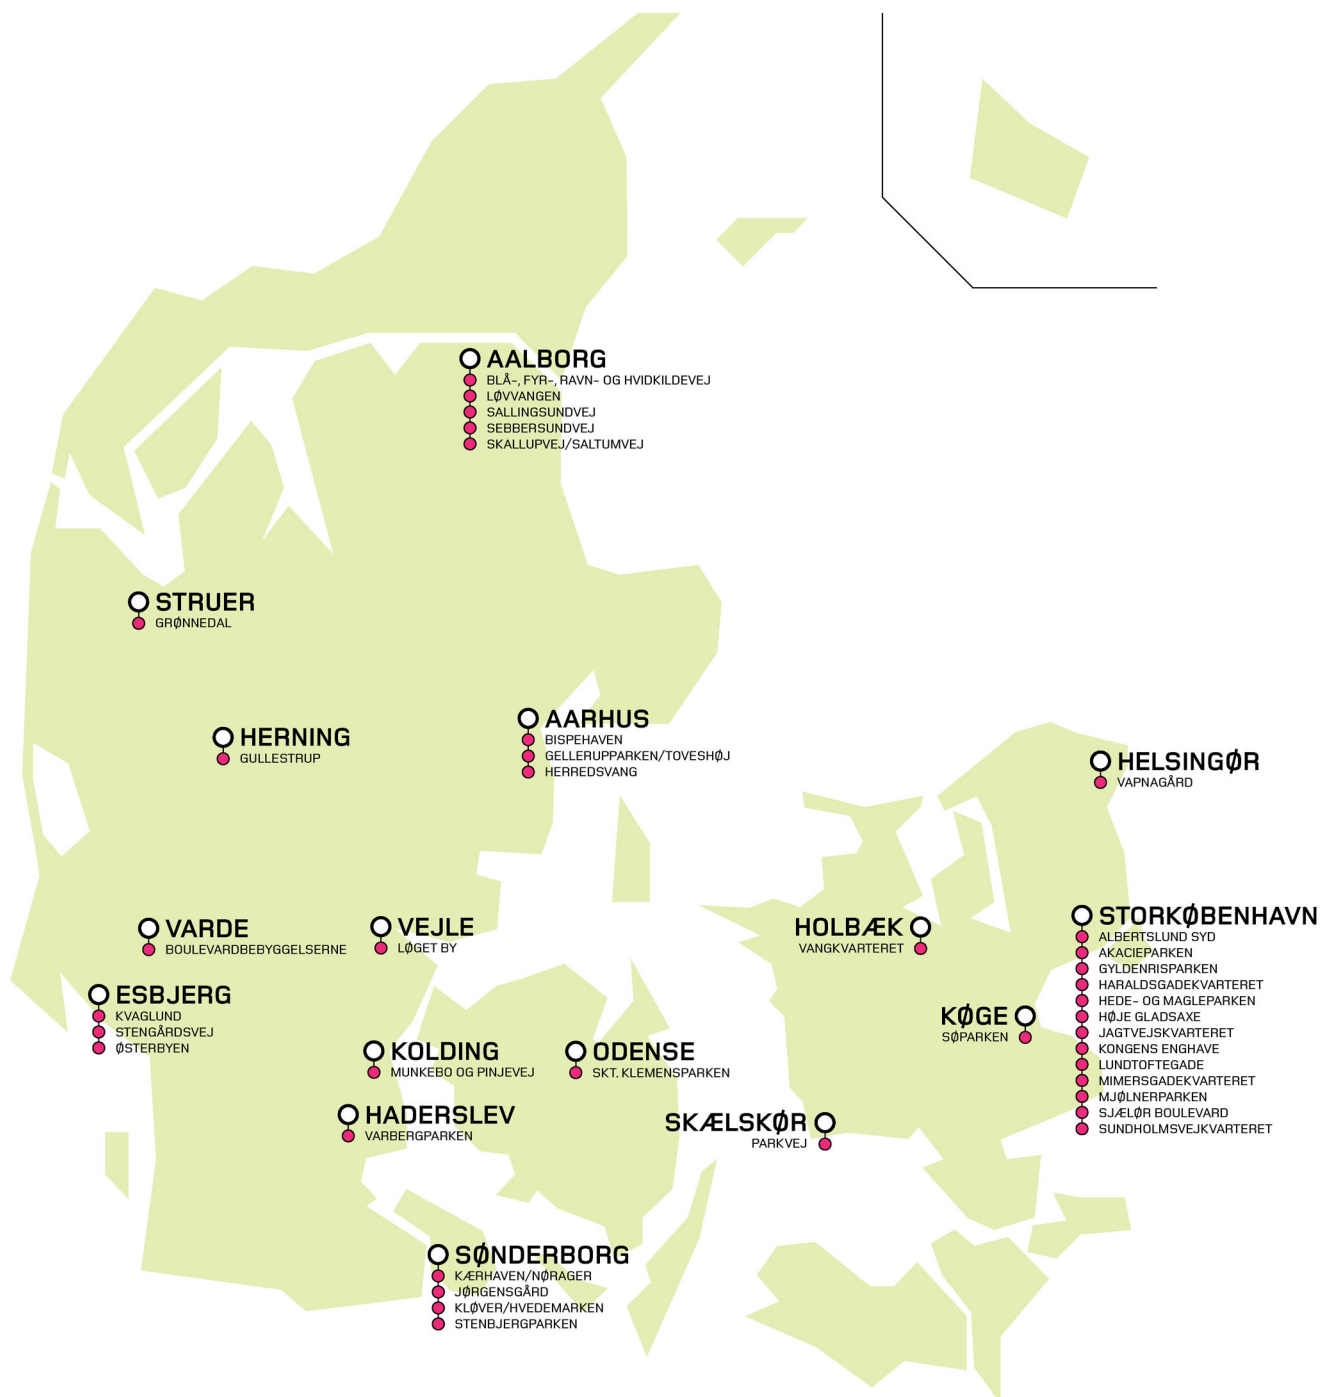 AALBORG
BLÅ-, FYR-, RAVN- OG HVIDKILDEVEJ
LØVVANGEN
SALLINGSUNDVEJ
SEBBERSUNDVEJ
SKALLUPVEJ/SALTUMVEJ
STRUER
GRØNNEDAL
HERNING
GULLESTRUP
AARHUS
BISPEHAVEN
GELLERUPPARKEN/TOVESHØJ
HERREDSVANG
HELSINGØR
VAPNAGÅRD
VARDE
BOULEVARDBEBYGGELSERNE
VEJLE
LØGET BY
HOLBÆK
VANGKVARTERET
STORKØBENHAVN
ALBERTSLUND SYD
AKACIEPARKEN
GYLDENRISPARKEN
HARALDSGADEKVARTERET
HEDE- OG MAGLEPARKEN
HØJE GLADSAXE
JAGTVEJSKVARTERET
KONGENS ENGHAVE
LUNDTOFTEGADE
MIMERSGADEKVARTERET
MJØLNERPARKEN
SJÆLØR BOULEVARD
SUNDHOLMSVEJKVARTERET
ESBJERG
KVAGLUND
STENGÅRDSVEJ
ØSTERBYEN
KØGE
SØPARKEN
KOLDING
MUNKEBO OG PINJEVEJ
ODENSE
SKT. KLEMENSPARKEN
HADERSLEV
VARBERGPARKEN
SKÆLSKØR
PARKVEJ
SØNDERBORG
KÆRHAVEN/NØRAGER
JØRGENSGÅRD
KLØVER/HVEDEMARKEN
STENBJERGPARKEN